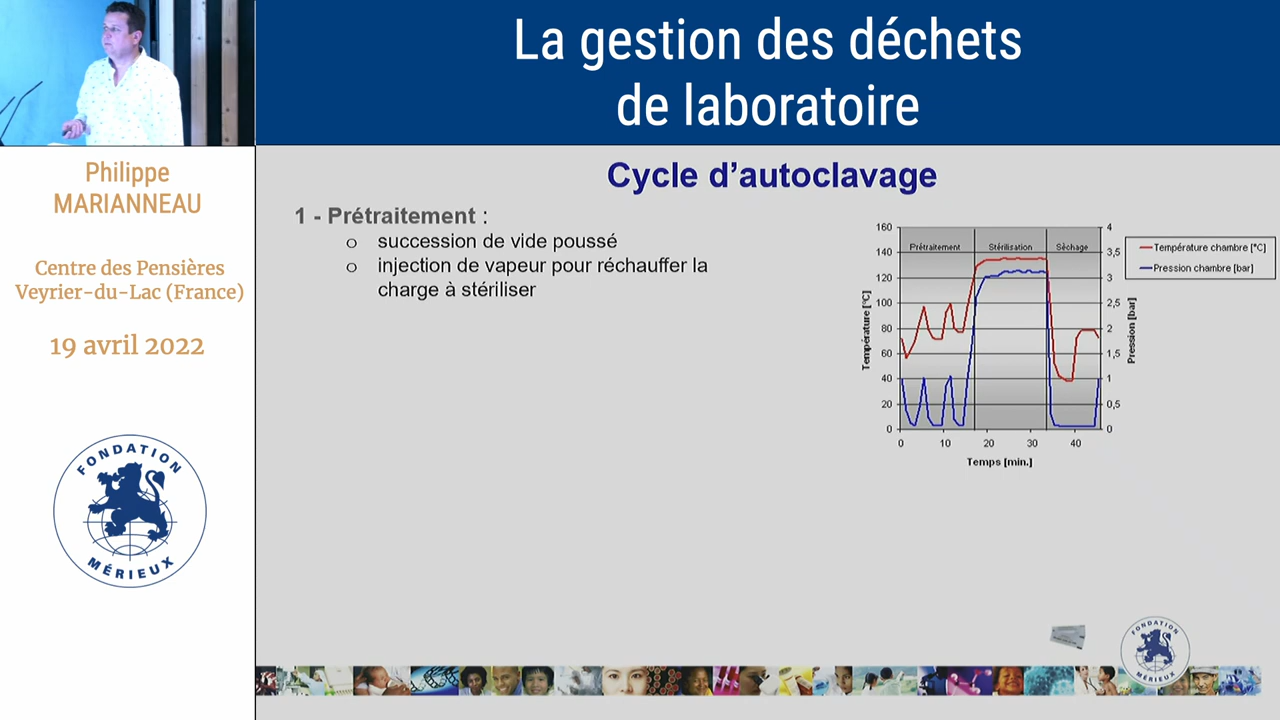 La gestion des déchets
de laboratoire
Philippe
MARIANNEAU
Centre des Pensières
Veyrier-du-Lac (France)
19 avril 2022
FONDATION
MÉRIEUX
Cycle d’autoclavage
1 - Prétraitement :
o succession de vide poussé
o injection de vapeur pour réchauffer la
charge à stériliser
Prétraitement Stérilisation Sèchage
Température chambre [°C]
Pression chambre [bar]
Température [°C]
160
140
120
100
80
60
40
20
0
4
3,5
3
2,5
2
1,5
1
0,5
0
Pression [bar]
0 10 20 30 40
Temps [min.]
FONDATION
MÉRIEUX